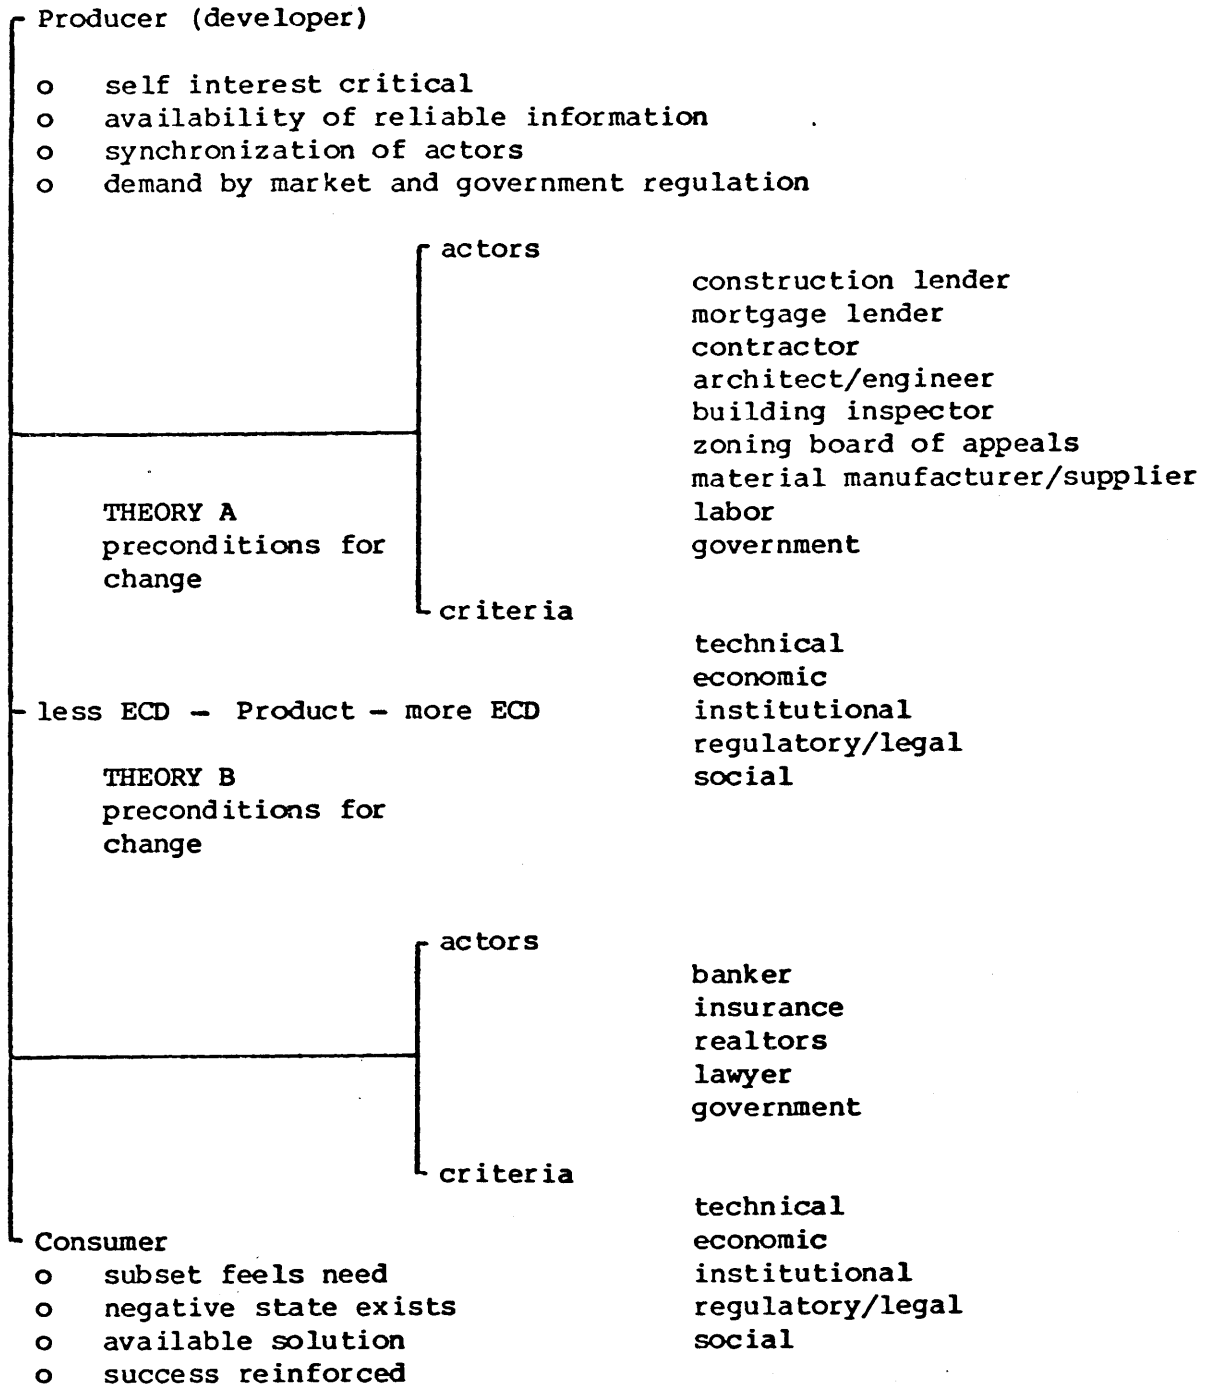 Producer (developer)
o self interest critical
o availability of reliable information
o synchronization of actors
o demand by market and government regulation
actors
construction lender
mortgage lender
contractor
architect/engineer
building inspector
zoning board of appeals
material manufacturer/supplier
THEORY A
labor
preconditions for
government
change
criteria
technical
economic
less ECD — Product — more ECD
institutional
regulatory/legal
THEORY B
social
preconditions for
change
actors
banker
insurance
realtors
lawyer
government
criteria
technical
Consumer
economic
o subset feels need
institutional
o negative state exists
regulatory/legal
o available solution
social
o success reinforced